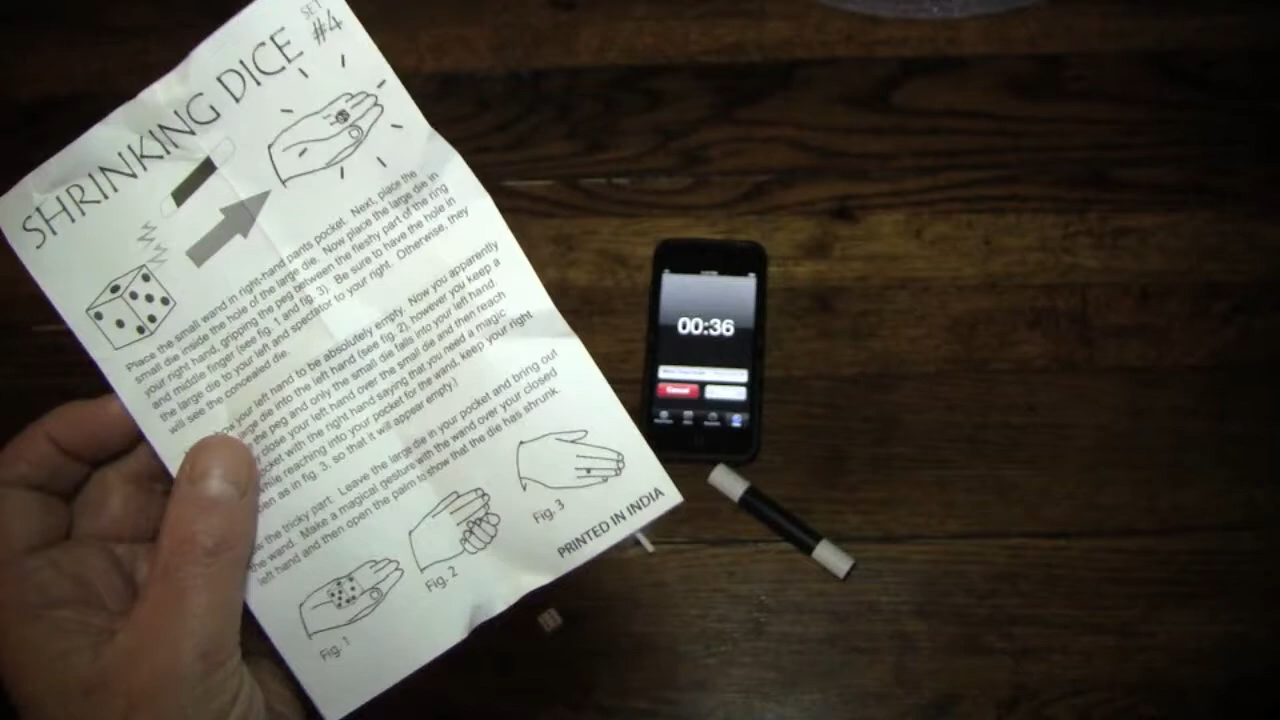 SET
#4
SHRINKING DICE
Place the small wand in right-hand pants pocket. Next, place the
small die inside the hole of the large die. Now place the large die in
your right hand, gripping the peg between the fleshy part of the ring
and middle finger (see fig. 1 and fig. 3). Be sure to have the hole in
the large die to your left and spectator to your right. Otherwise, they
will see the concealed die.
your left hand to be absolutely empty. Now you apparently
large die into the left hand (see fig. 2), however you keep a
the peg and only the small die falls into your left hand.
close your left hand over the small die and then reach
pocket with the right hand saying that you need a magic
while reaching into your pocket for the wand, keep your right
as in fig. 3, so that it will appear empty.)
the tricky part. Leave the large die in your pocket and bring out
the wand. Make a magical gesture with the wand over your closed
left hand and then open the palm to show that the die has shrunk.
Fig. 1
Fig. 2
Fig. 3
PRINTED IN INDIA
00:36
Cancel